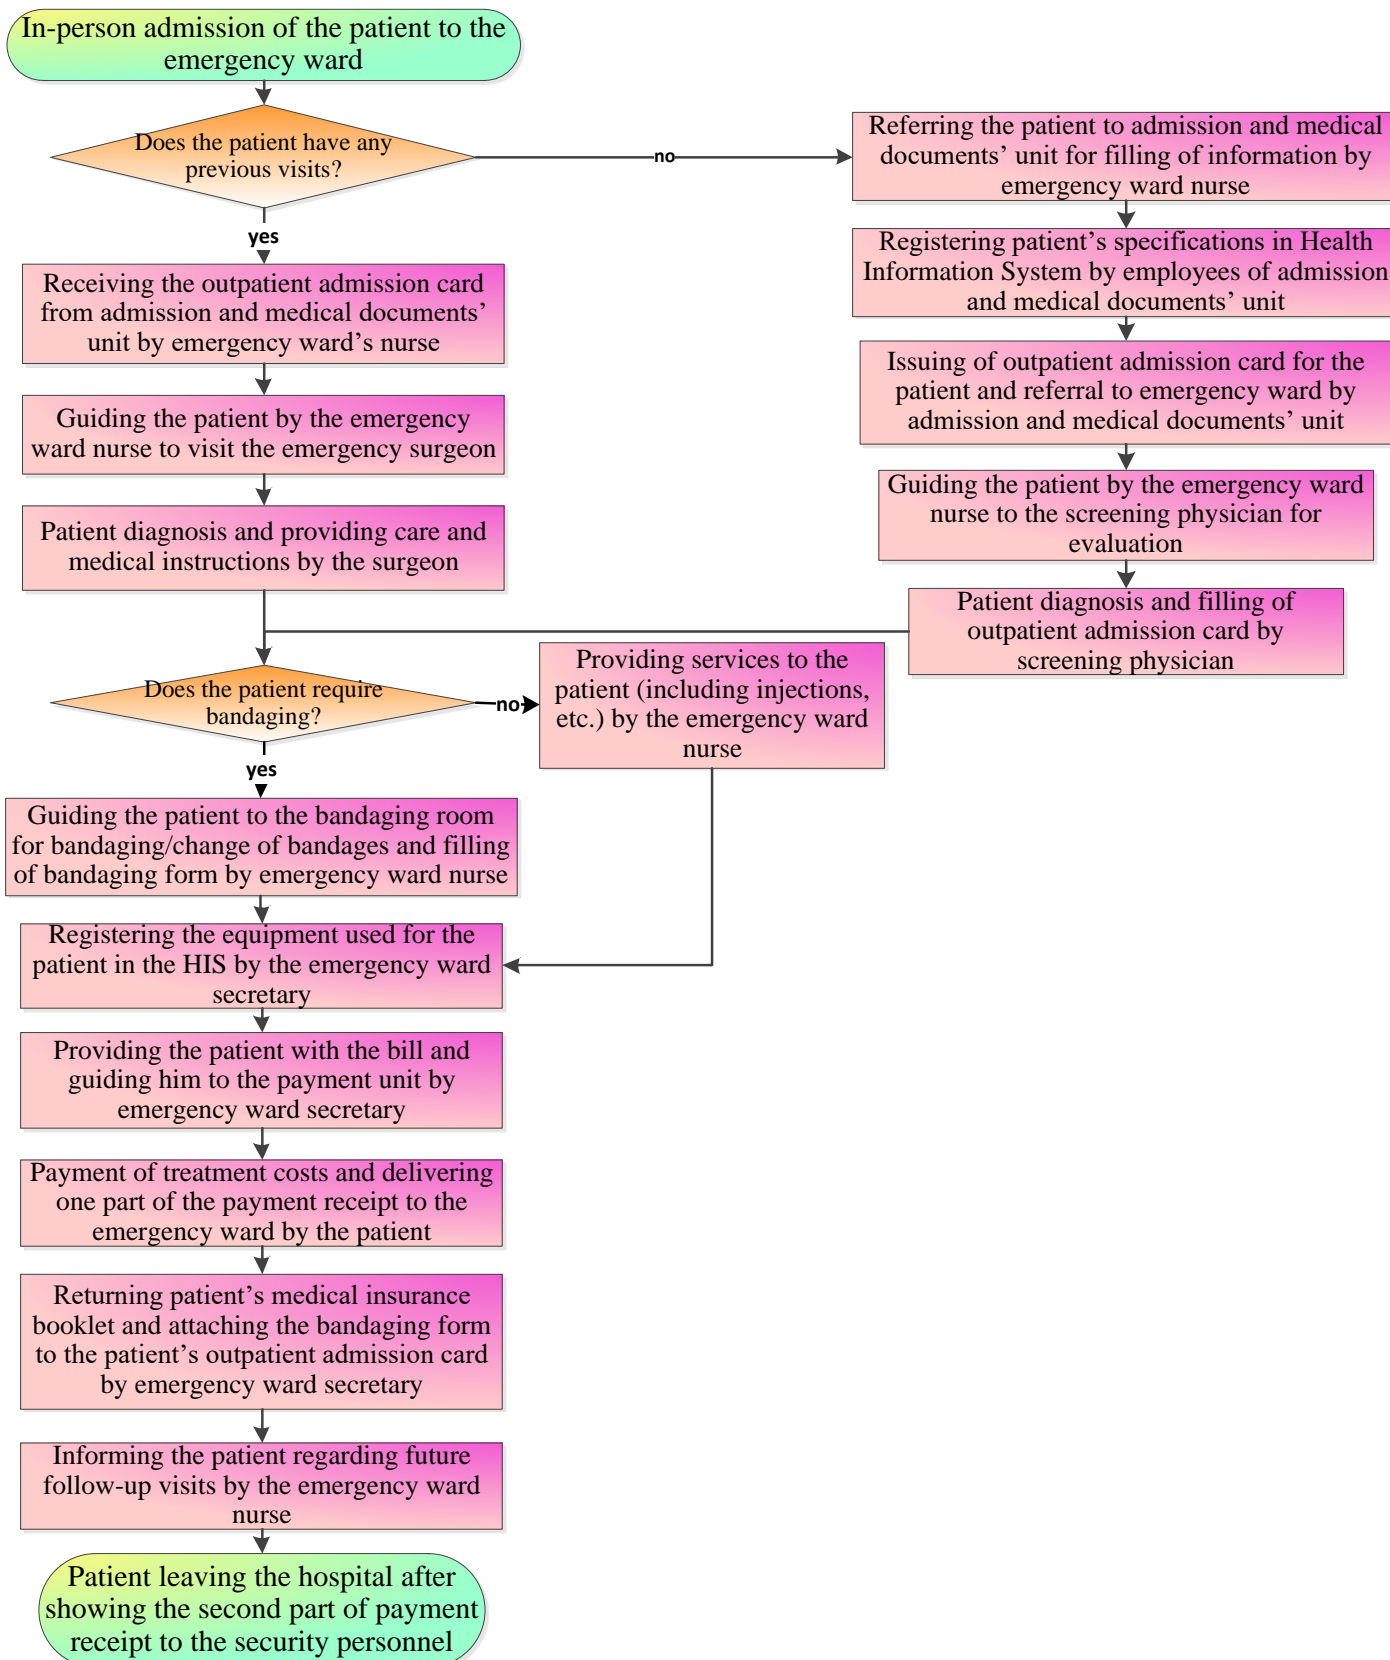 In-person admission of the patient to the
emergency ward
Does the patient have any
previous visits?
no
yes
Referring the patient to admission and medical
documents’ unit for filling of information by
emergency ward nurse
Registering patient’s specifications in Health
Information System by employees of admission
and medical documents’ unit
Issuing of outpatient admission card for the
patient and referral to emergency ward by
admission and medical documents’ unit
Guiding the patient by the emergency ward
nurse to the screening physician for
evaluation
Patient diagnosis and filling of
outpatient admission card by
screening physician
Receiving the outpatient admission card
from admission and medical documents’
unit by emergency ward’s nurse
Guiding the patient by the emergency
ward nurse to visit the emergency surgeon
Patient diagnosis and providing care and
medical instructions by the surgeon
Does the patient require
bandaging?
no
yes
Providing services to the
patient (including injections,
etc.) by the emergency ward
nurse
Guiding the patient to the bandaging room
for bandaging/change of bandages and filling
of bandaging form by emergency ward nurse
Registering the equipment used for the
patient in the HIS by the emergency ward
secretary
Providing the patient with the bill and
guiding him to the payment unit by
emergency ward secretary
Payment of treatment costs and delivering
one part of the payment receipt to the
emergency ward by the patient
Returning patient’s medical insurance
booklet and attaching the bandaging form
to the patient’s outpatient admission card
by emergency ward secretary
Informing the patient regarding future
follow-up visits by the emergency ward
nurse
Patient leaving the hospital after
showing the second part of payment
receipt to the security personnel